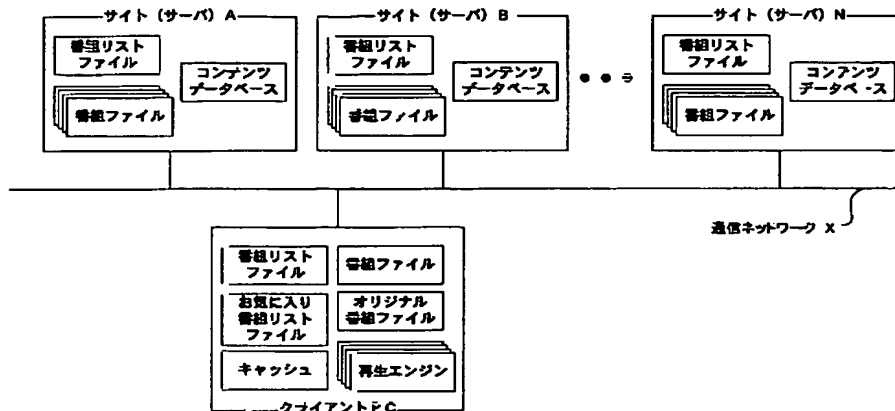 サイト（サーバ）A
番組リスト
ファイル
コンテンツ
データベース
番組ファイル
サイト（サーバ）B
番組リスト
ファイル
コンテンツ
データベース
番組ファイル
サイト（サーバ）N
番組リスト
ファイル
コンテンツ
データベース
番組ファイル
通信ネットワーク X
番組リスト
ファイル
番組ファイル
お気に入り
番組リスト
ファイル
オリジナル
番組ファイル
キャッシュ
再生エンジン
クライアントPC